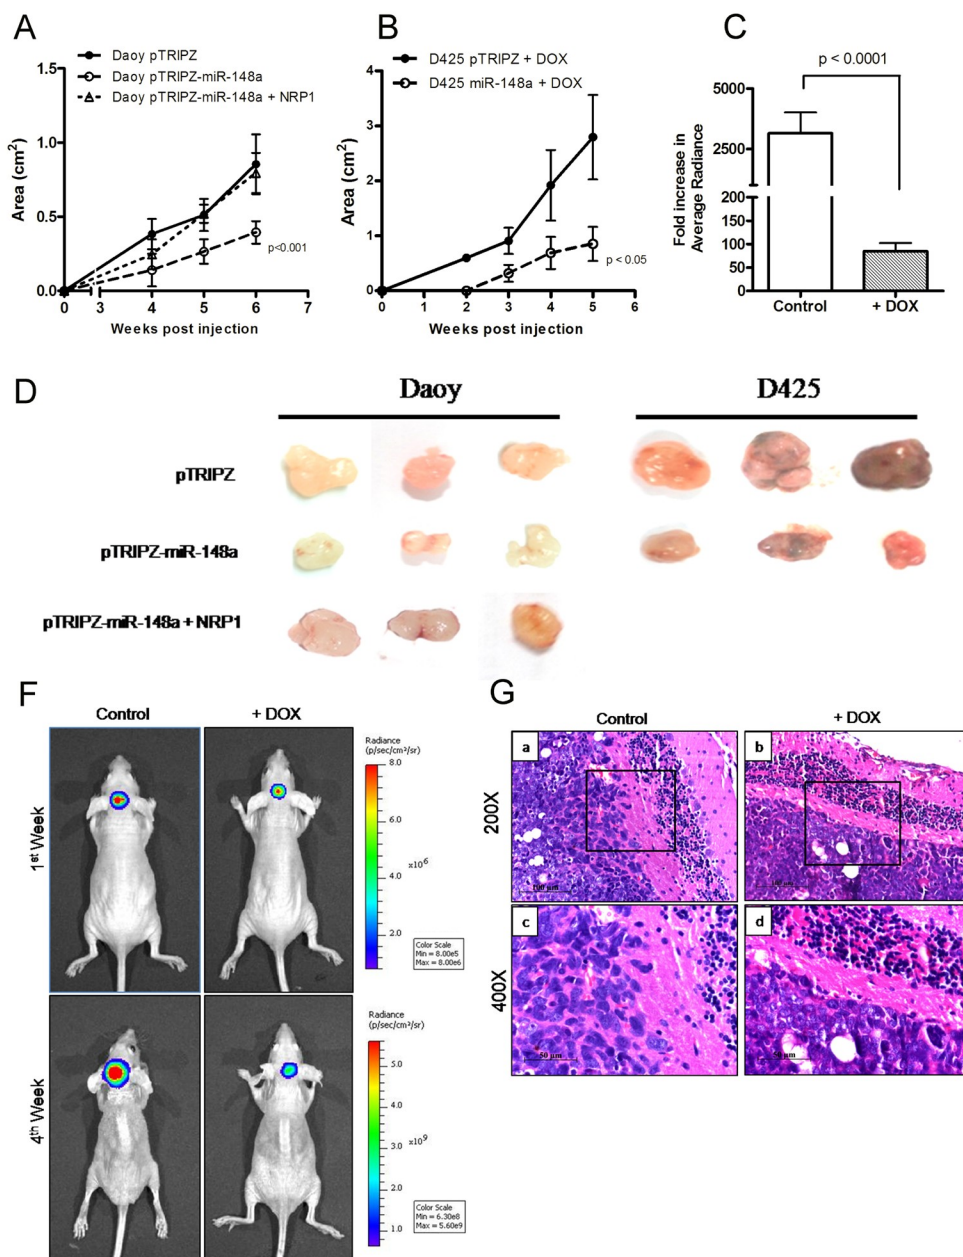 A
Daoy pTRIPZ
Daoy pTRIPZ-miR-148a
Daoy pTRIPZ-miR-148a + NRP1
1.5
1.0
0.5
0.0
Area (cm²)
p<0.001
0 3 4 5 6 7
Weeks post injection
B
D425 pTRIPZ + DOX
D425 miR-148a + DOX
4
3
2
1
0
Area (cm²)
p < 0.05
0 2 3 4 5 6
Weeks post injection
C
p < 0.0001
5000
2500
200
150
100
50
0
Fold increase in
Average Radiance
Control + DOX
D
Daoy D425
pTRIPZ
pTRIPZ-miR-148a
pTRIPZ-miR-148a + NRP1
F
Control + DOX
1st Week
Radiance
(p/sec/cm²/sr)
8.0
6.0
4.0
x10⁶
2.0
Color Scale
Min = 8.00e5
Max = 8.00e6
4th Week
Radiance
(p/sec/cm²/sr)
5.0
4.0
x10⁹
3.0
2.0
1.0
Color Scale
Min = 6.30e8
Max = 5.60e9
G
Control + DOX
200X
a
100 µm
b
100 µm
400X
c
50 µm
d
50 µm